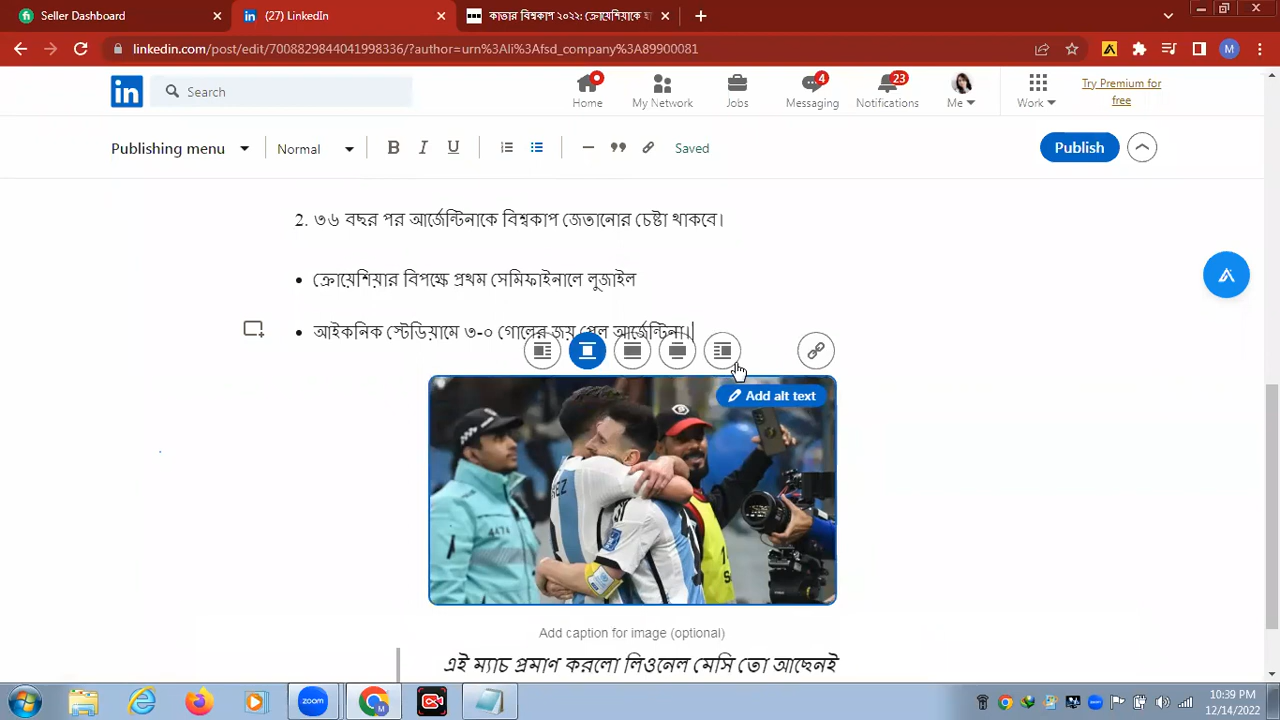 Seller Dashboard
(27) LinkedIn
কাতার বিশ্বকাপ ২০২২: ক্রোয়েশিয়াকে হা
linkedin.com/post/edit/7008829844041998336/?author=urn%3Ali%3Afsd_company%3A89900081
M
in
Search
Home
My Network
Jobs
4
Messaging
23
Notifications
Me
Work
Try Premium for
free
Publishing menu
Normal
B I U
Saved
Publish
2. ৩৬ বছর পর আর্জেন্টিনাকে বিশ্বকাপ জেতানোর চেষ্টা থাকবে।
• ক্রোয়েশিয়ার বিপক্ষে প্রথম সেমিফাইনালে লুজাইল
• আইকনিক স্টেডিয়ামে ৩-০ গোলের জয় পেল আর্জেন্টিনা।
Add alt text
4474
Add caption for image (optional)
এই ম্যাচ প্রমাণ করলো লিওনেল মেসি তো আছেনই
zoom
10:39 PM
12/14/2022